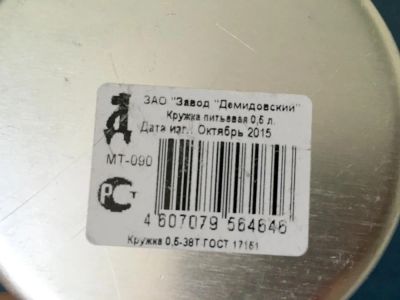 ЗАО "Завод "Демидовский"
Кружка питьевая 0,5 л.
Дата изг.: Октябрь 2015
МТ-090
РСТ
4 607079 564646
Кружка 0,5-38Т ГОСТ 17151